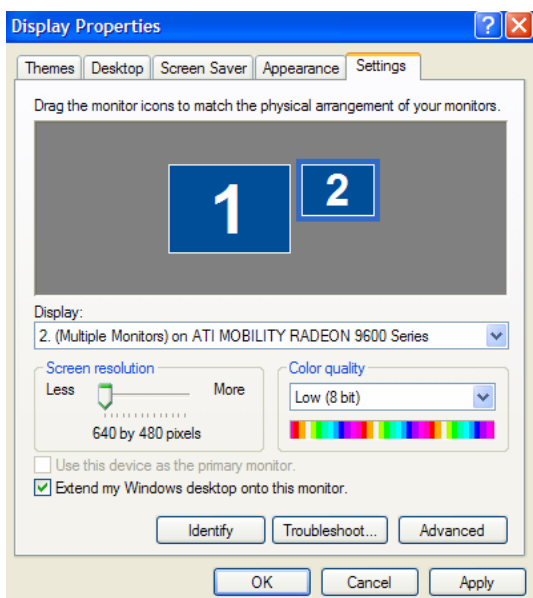 Display Properties
Themes Desktop Screen Saver Appearance Settings
Drag the monitor icons to match the physical arrangement of your monitors.
1 2
Display:
2. (Multiple Monitors) on ATI MOBILITY RADEON 9600 Series
Screen resolution
Less More
640 by 480 pixels
Color quality
Low (8 bit)
Use this device as the primary monitor.
Extend my Windows desktop onto this monitor.
Identify Troubleshoot... Advanced
OK Cancel Apply